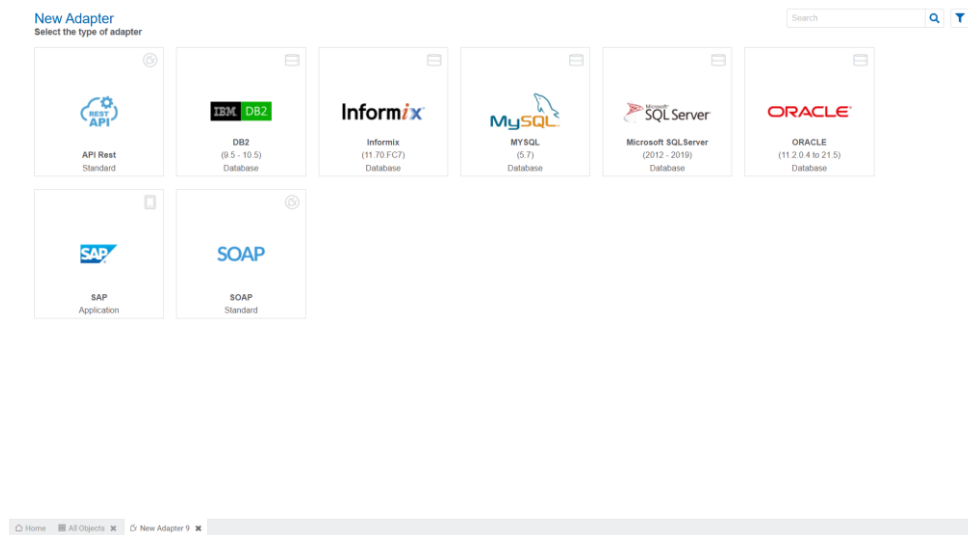 New Adapter
Select the type of adapter
Search
REST
API
API Rest
Standard
IBM DB2
DB2
(9.5 - 10.5)
Database
Informix
Informix
(11.70.FC7)
Database
MySQL
MYSQL
(5.7)
Database
Microsoft
SQL Server
Microsoft SQLServer
(2012 - 2019)
Database
ORACLE
ORACLE
(11.2.0.4 to 21.5)
Database
SAP
SAP
Application
SOAP
SOAP
Standard
Home All Objects New Adapter 9